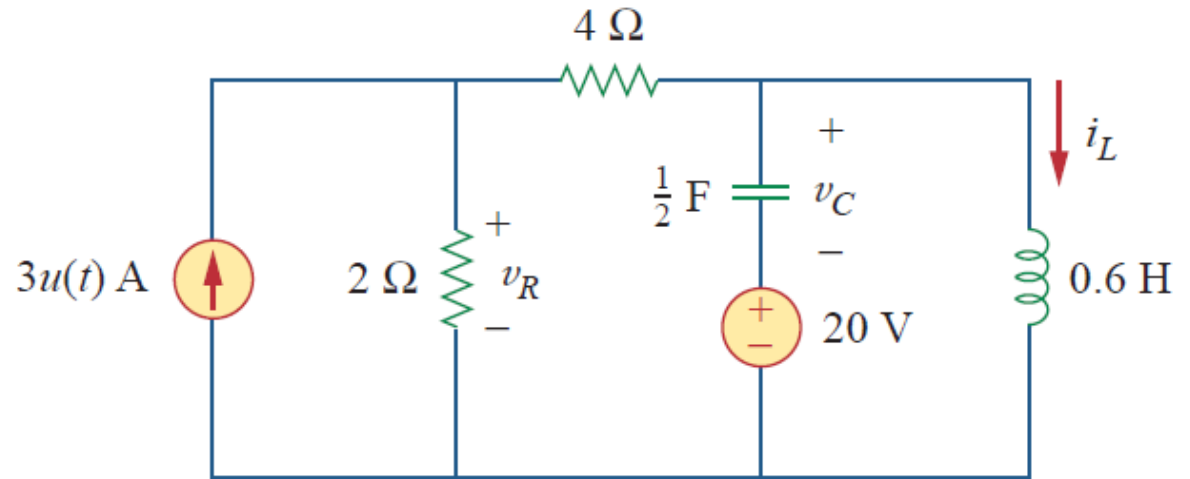 4 Ω
+
i_L
½ F
v_C
−
3u(t) A
2 Ω
+
v_R
−
+
−
20 V
0.6 H